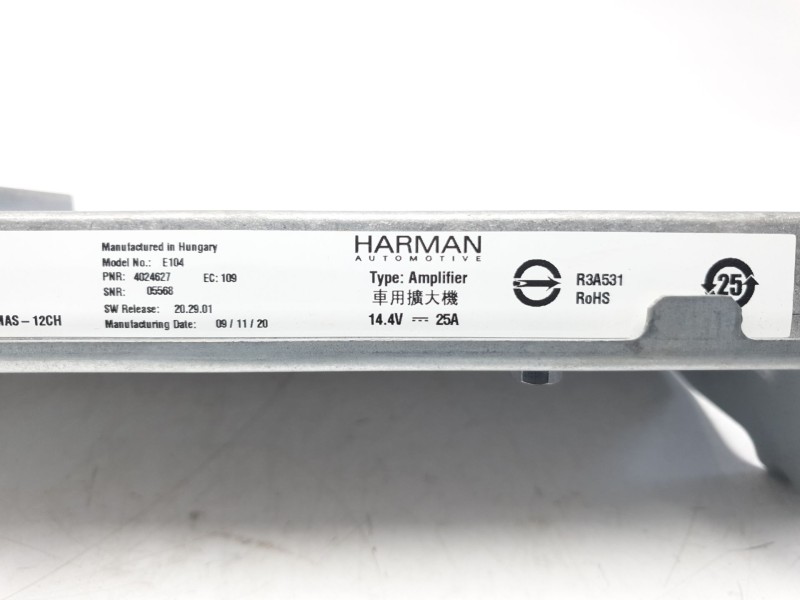 MAS-12CH
Manufactured in Hungary
Model No.: E104
PNR: 4024627 EC: 109
SNR: 05568
SW Release: 20.29.01
Manufacturing Date: 09/11/20
HARMAN
AUTOMOTIVE
Type: Amplifier
車用擴大機
14.4V ⎓ 25A
R3A531
RoHS
25